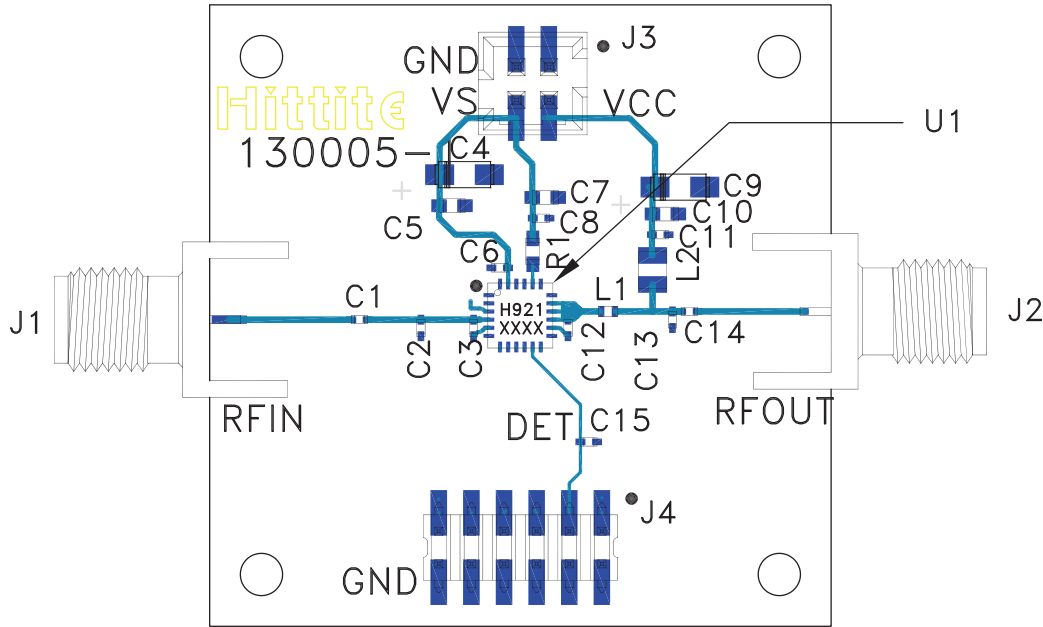 J3
GND
Hittite
VS
VCC
U1
130005-1
C4
C7
C9
C5
C8
C10
C11
C6
R1
L2
J1
C1
L1
H921
XXXX
J2
C2
C3
C12
C13
C14
RFIN
DET
C15
RFOUT
J4
GND